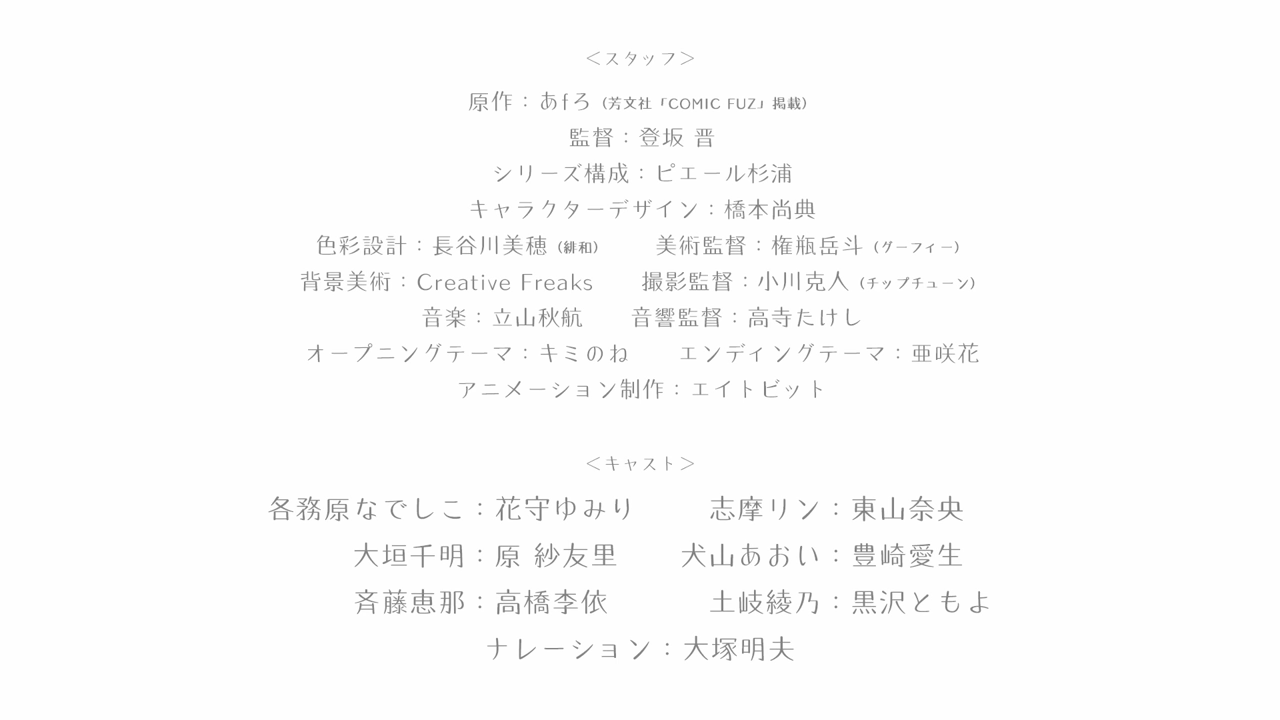 ＜スタッフ＞
原作：あfろ（芳文社「COMIC FUZ」掲載）
監督：登坂 晋
シリーズ構成：ピエール杉浦
キャラクターデザイン：橋本尚典
色彩設計：長谷川美穂（緋和）　美術監督：権瓶岳斗（グーフィー）
背景美術：Creative Freaks　撮影監督：小川克人（チップチューン）
音楽：立山秋航　音響監督：高寺たけし
オープニングテーマ：キミのね　エンディングテーマ：亜咲花
アニメーション制作：エイトビット
＜キャスト＞
各務原なでしこ：花守ゆみり　志摩リン：東山奈央
大垣千明：原 紗友里　犬山あおい：豊崎愛生
斉藤恵那：高橋李依　土岐綾乃：黒沢ともよ
ナレーション：大塚明夫